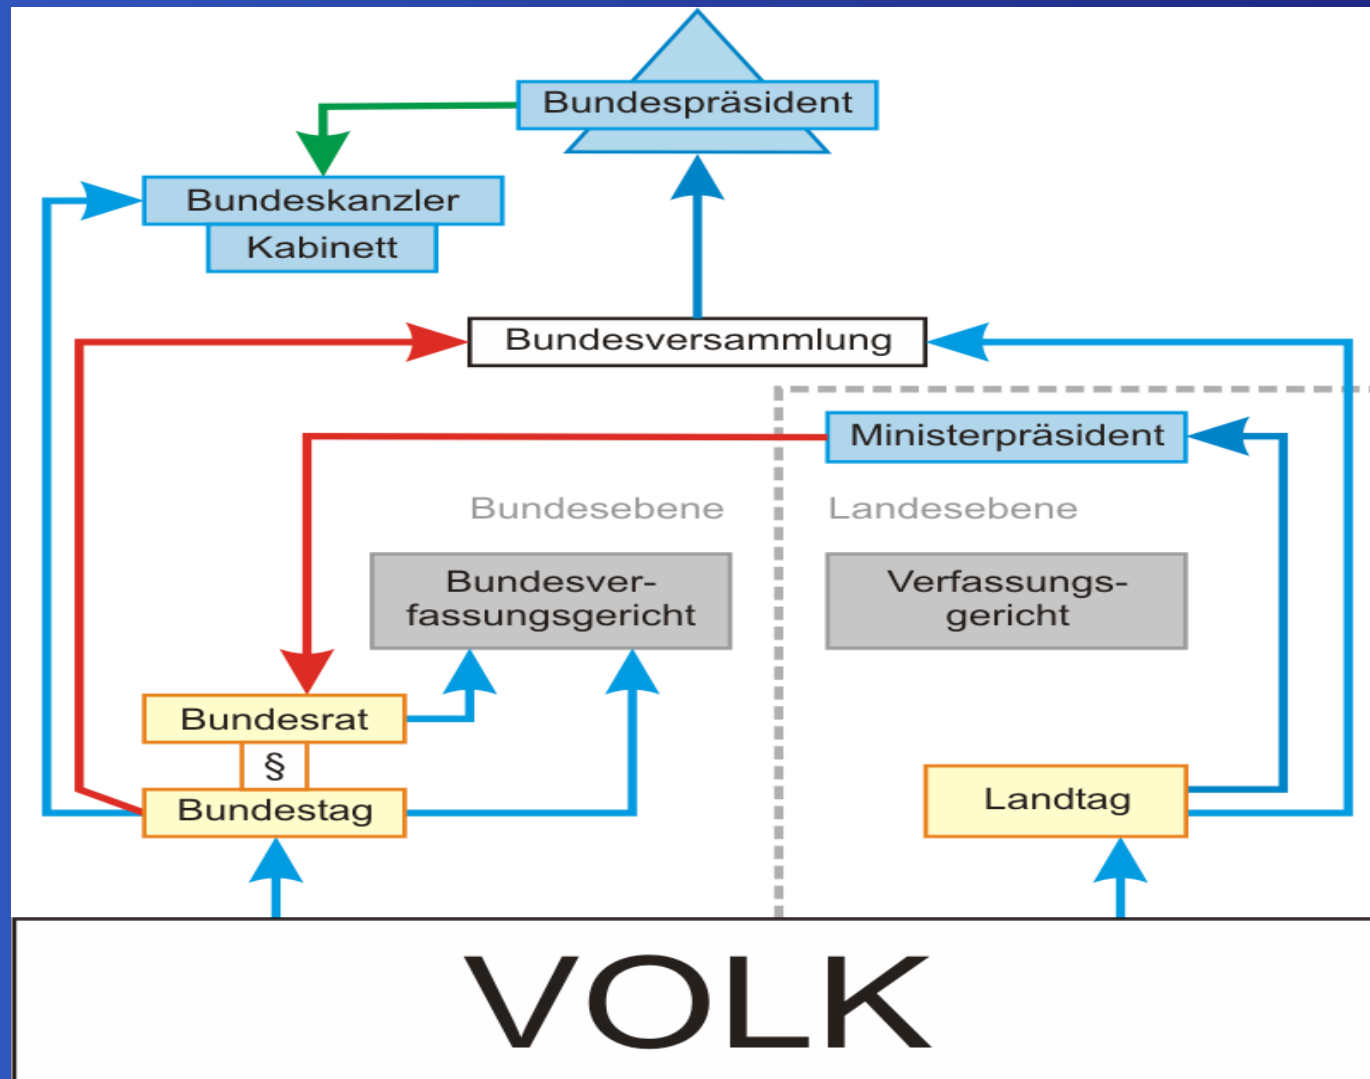 Bundespräsident
Bundeskanzler
Kabinett
Bundesversammlung
Ministerpräsident
Bundesebene
Landesebene
Bundesver-
fassungsgericht
Verfassungs-
gericht
Bundesrat
§
Bundestag
Landtag
VOLK